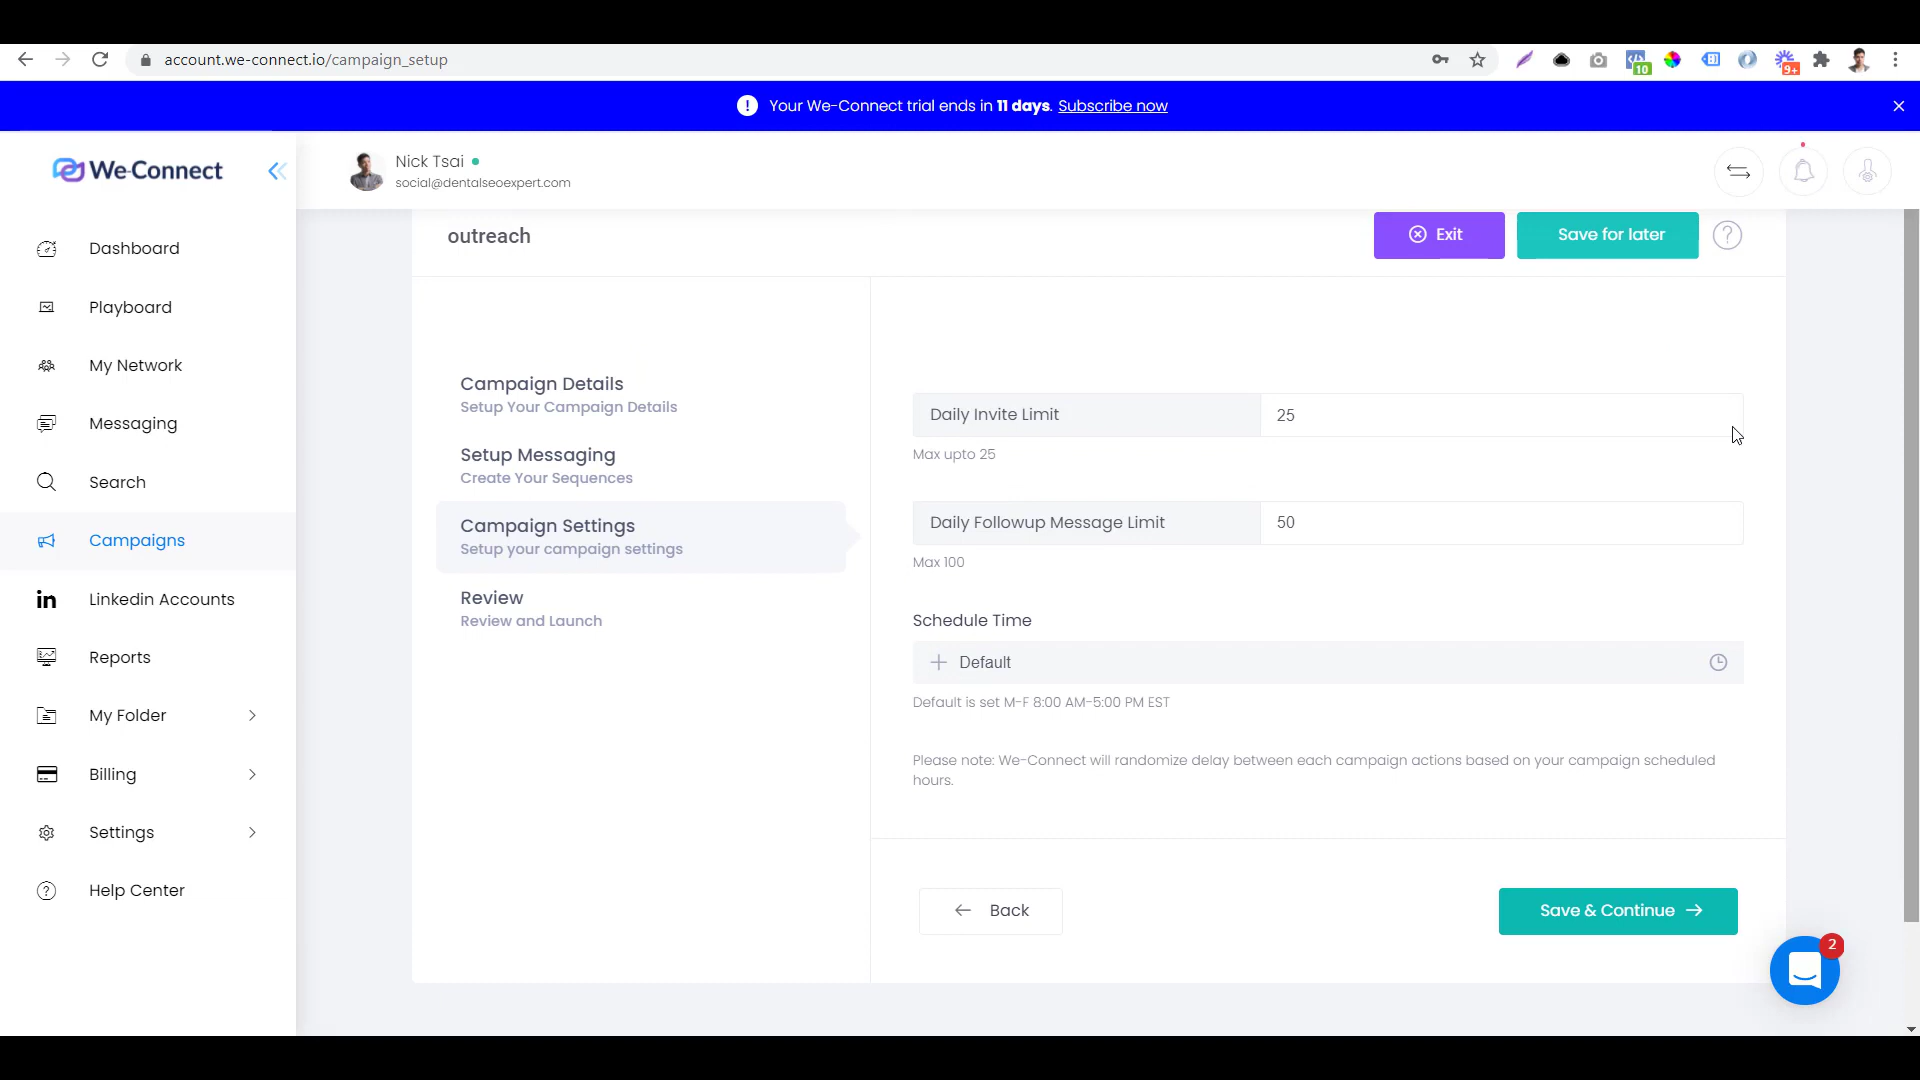 account.we-connect.io/campaign_setup
10
9+
Your We-Connect trial ends in 11 days. Subscribe now
We-Connect
Nick Tsai
social@dentalseoexpert.com
outreach
Exit
Save for later
Dashboard
Playboard
My Network
Messaging
Search
Campaigns
Linkedin Accounts
Reports
My Folder
Billing
Settings
Help Center
Campaign Details
Setup Your Campaign Details
Setup Messaging
Create Your Sequences
Campaign Settings
Setup your campaign settings
Review
Review and Launch
Daily Invite Limit 25
Max upto 25
Daily Followup Message Limit 50
Max 100
Schedule Time
Default
Default is set M-F 8:00 AM-5:00 PM EST
Please note: We-Connect will randomize delay between each campaign actions based on your campaign scheduled
hours.
Back
Save & Continue
2